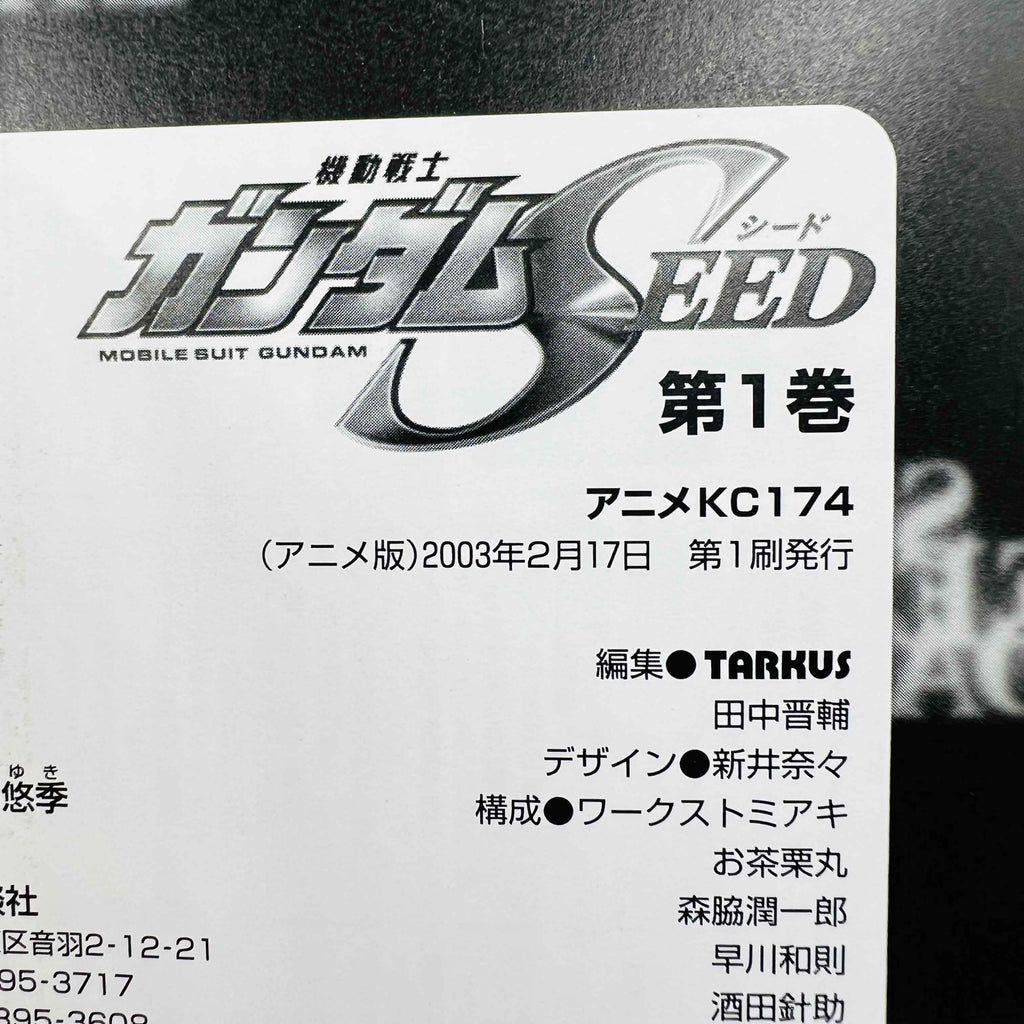 機動戦士
ガンダムSEED
シード
MOBILE SUIT GUNDAM
第1巻
アニメKC174
(アニメ版)2003年2月17日　第1刷発行
編集●TARKUS
田中晋輔
デザイン●新井奈々
構成●ワークストミアキ
お茶栗丸
森脇潤一郎
早川和則
酒田針助
ゆき
悠季
社
区音羽2-12-21
95-3717
395-3608